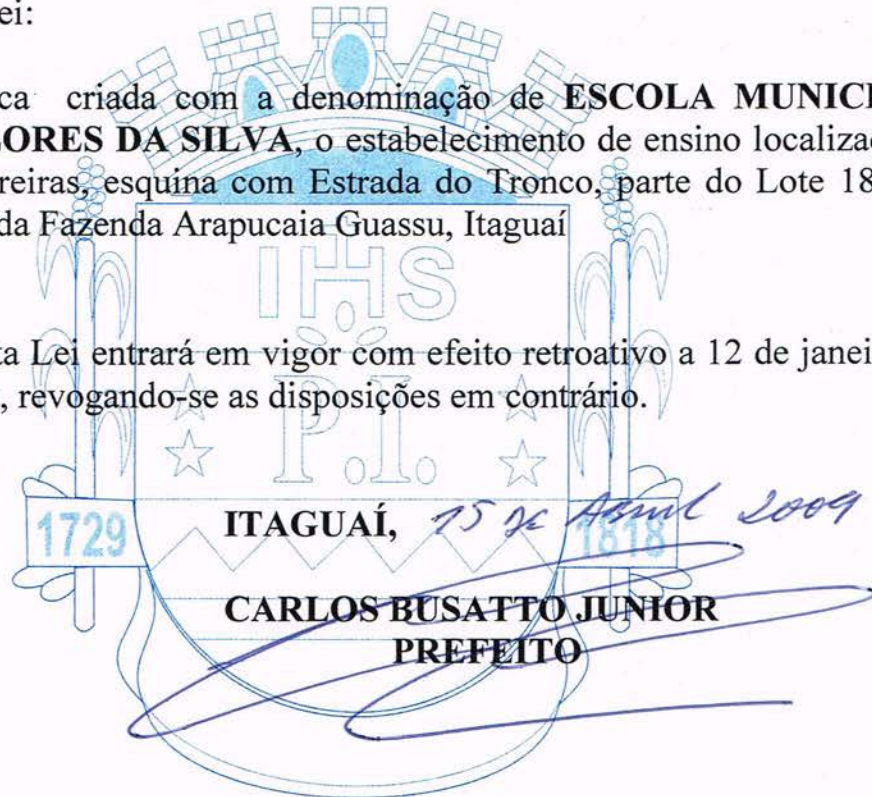 ei:
ca criada com a denominação de ESCOLA MUNICI
LORES DA SILVA, o estabelecimento de ensino localiza
reiras, esquina com Estrada do Tronco, parte do Lote 18
da Fazenda Arapucaia Guassu, Itaguaí
IHS
ta Lei entrará em vigor com efeito retroativo a 12 de janei
, revogando-se as disposições em contrário.
P.I.
1729
ITAGUAÍ, 15 de Abril 2009
1818
CARLOS BUSATTO JUNIOR
PREFEITO